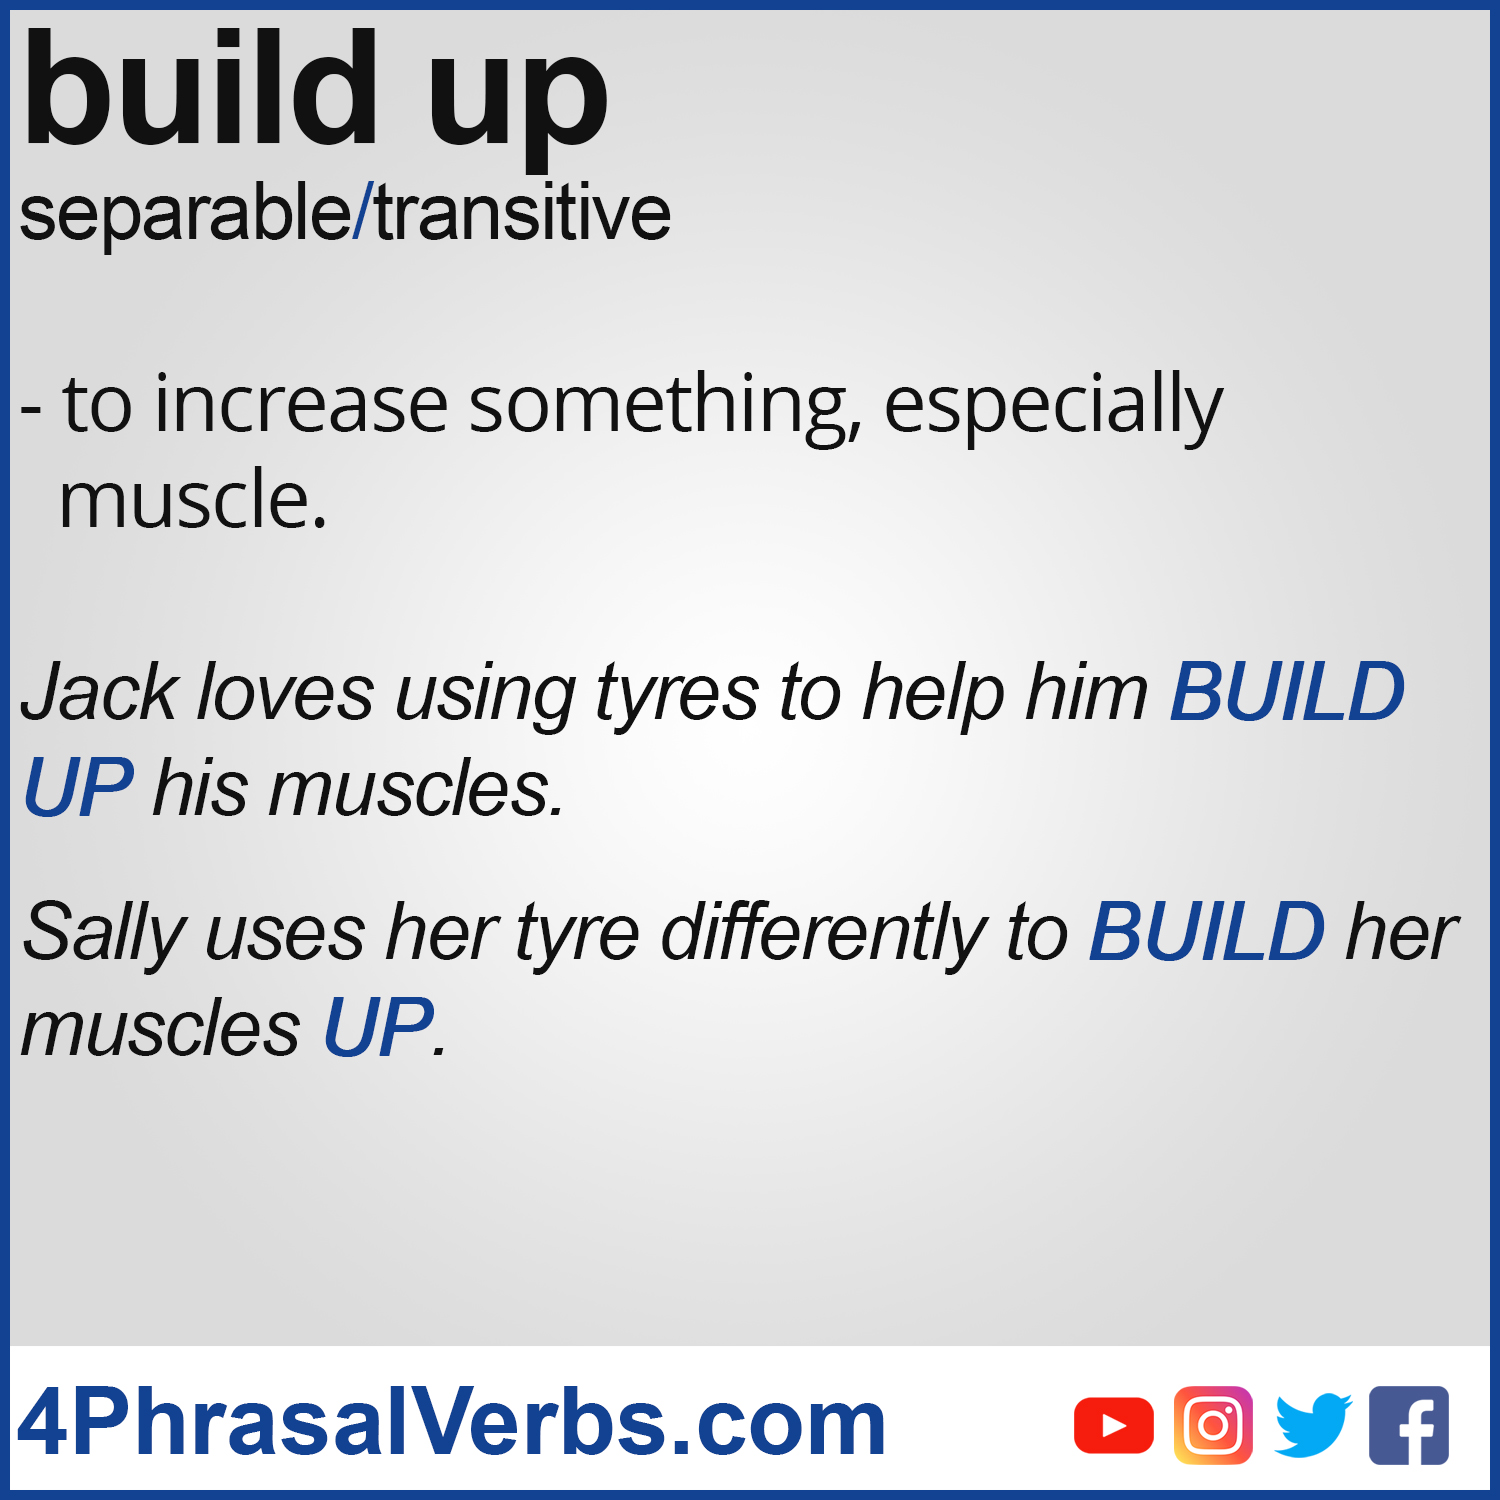 build up
separable/transitive
- to increase something, especially
muscle.
Jack loves using tyres to help him BUILD
UP his muscles.
Sally uses her tyre differently to BUILD her
muscles UP.
4PhrasalVerbs.com